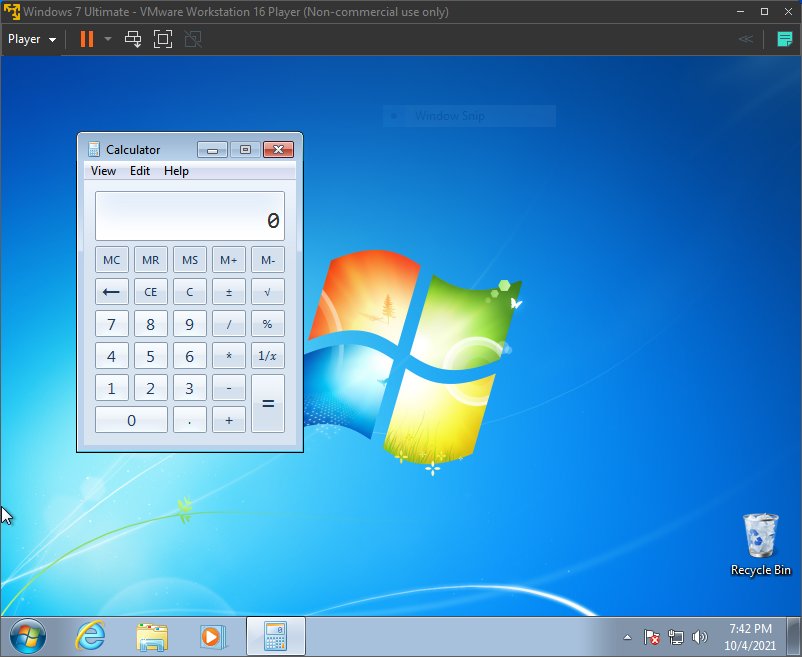 Windows 7 Ultimate - VMware Workstation 16 Player (Non-commercial use only)
Player
Window Snip
Calculator
View Edit Help
0
MC MR MS M+ M-
← CE C ± √
7 8 9 / %
4 5 6 * 1/x
1 2 3 - =
0 . +
Recycle Bin
7:42 PM
10/4/2021